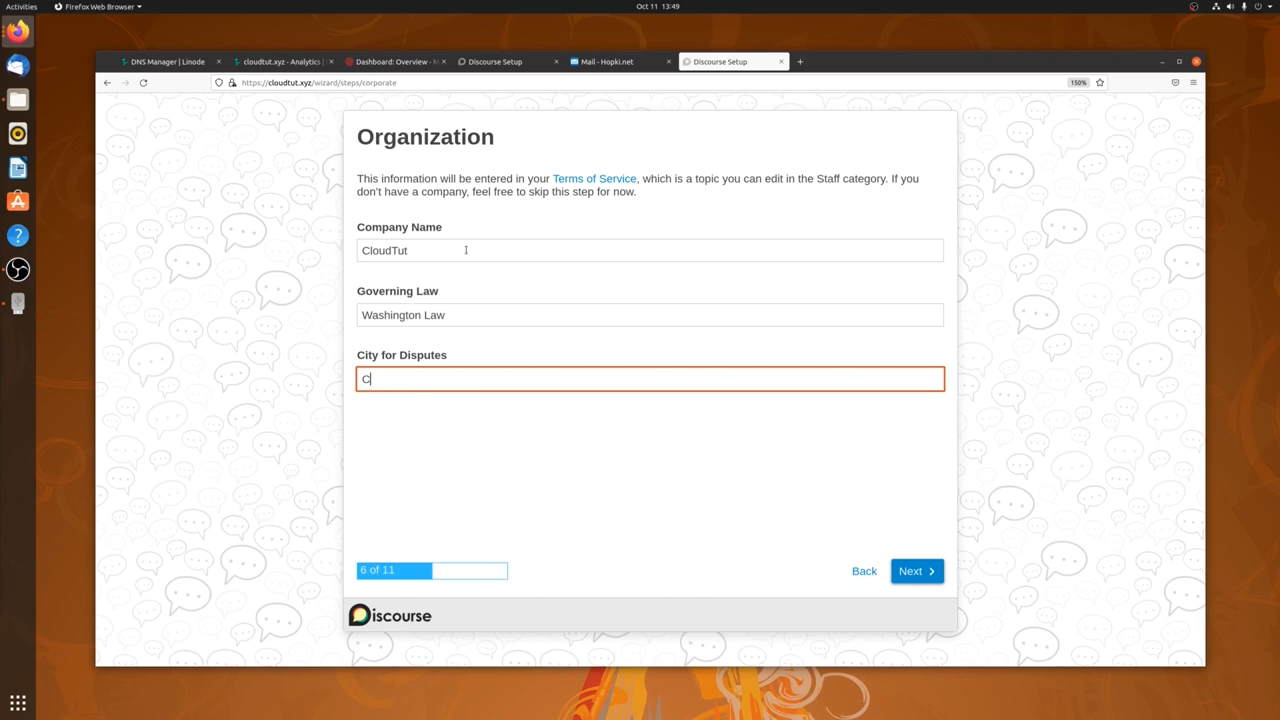 Activities
Firefox Web Browser
Oct 11 13:49
DNS Manager | Linode
cloudtut.xyz - Analytics |
Dashboard: Overview -
Discourse Setup
Mail - Hopki.net
Discourse Setup
https://cloudtut.xyz/wizard/steps/corporate
150%
Organization
This information will be entered in your Terms of Service, which is a topic you can edit in the Staff category. If you
don't have a company, feel free to skip this step for now.
Company Name
CloudTut
Governing Law
Washington Law
City for Disputes
C
6 of 11
Back
Next
Discourse